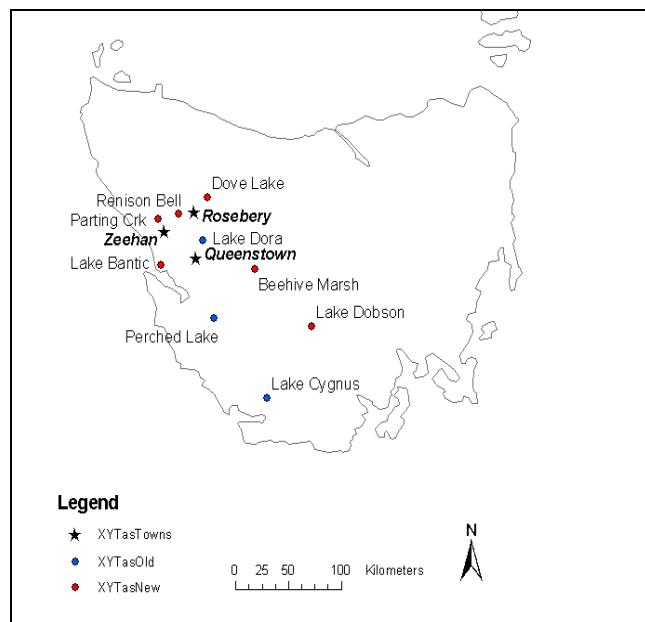 Dove Lake
Renison Bell
Parting Crk
Rosebery
Zeehan
Lake Dora
Queenstown
Lake Bantic
Beehive Marsh
Lake Dobson
Perched Lake
Lake Cygnus
Legend
XYTasTowns
XYTasOld
XYTasNew
0 25 50 100 Kilometers
N